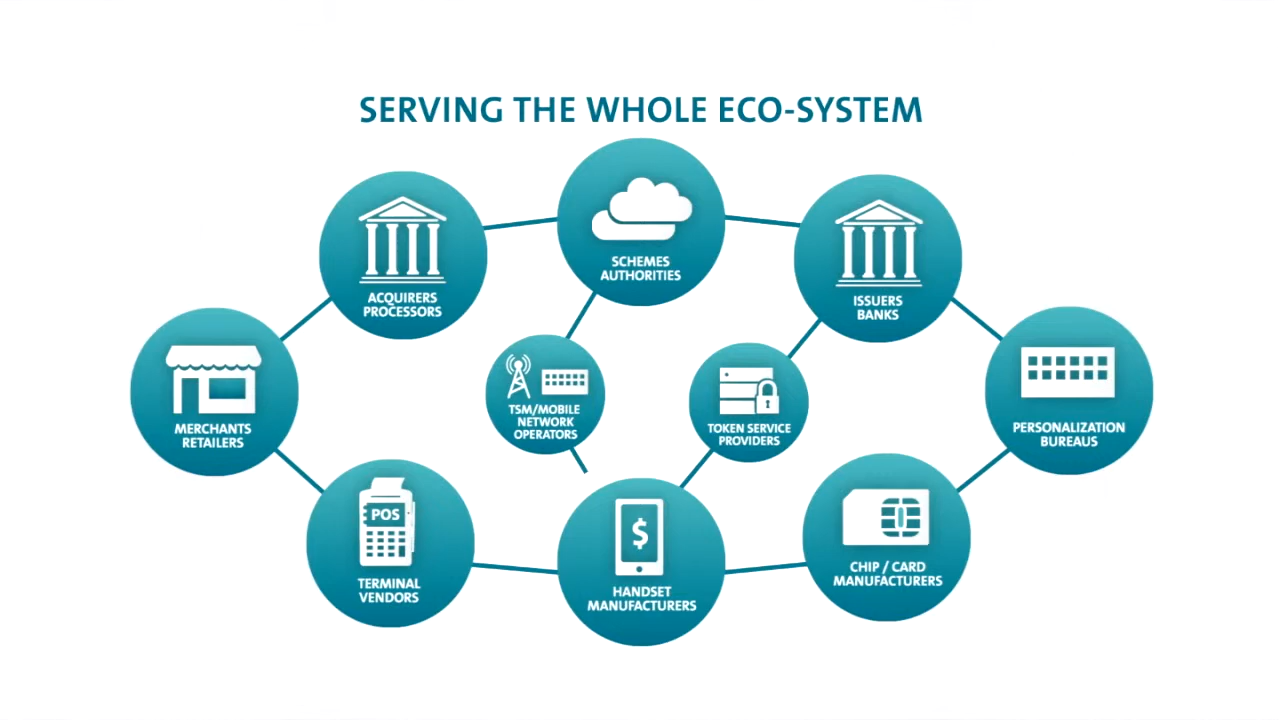 SERVING THE WHOLE ECO-SYSTEM
SCHEMES
AUTHORITIES
ACQUIRERS
PROCESSORS
ISSUERS
BANKS
MERCHANTS
RETAILERS
TSM/MOBILE
NETWORK
OPERATORS
TOKEN SERVICE
PROVIDERS
PERSONALIZATION
BUREAUS
POS
TERMINAL
VENDORS
$
HANDSET
MANUFACTURERS
CHIP / CARD
MANUFACTURERS